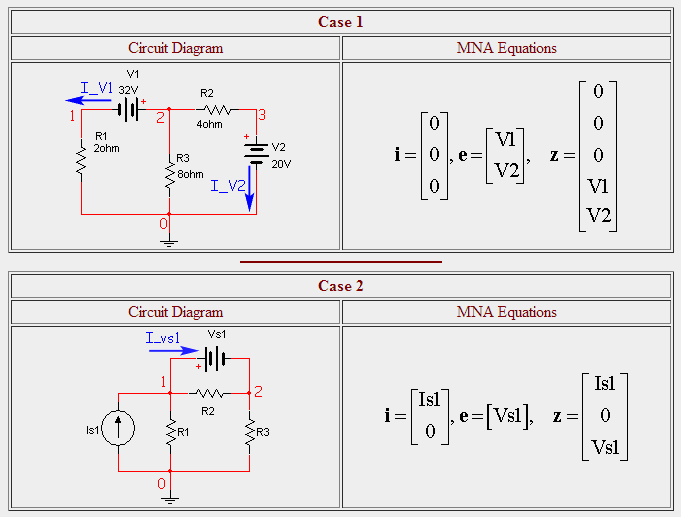 Case 1
Circuit Diagram
MNA Equations
V1
I_V1 32V +
R2
1
2
3
4ohm
R1
2ohm
+
V2
20V
R3
8ohm
I_V2
0
i = [0 0 0], e = [V1 V2], z = [0 0 0 V1 V2]
Case 2
Circuit Diagram
MNA Equations
I_vs1
Vs1
+
1
2
R2
Is1
R1
R3
0
i = [Is1 0], e = [Vs1], z = [Is1 0 Vs1]